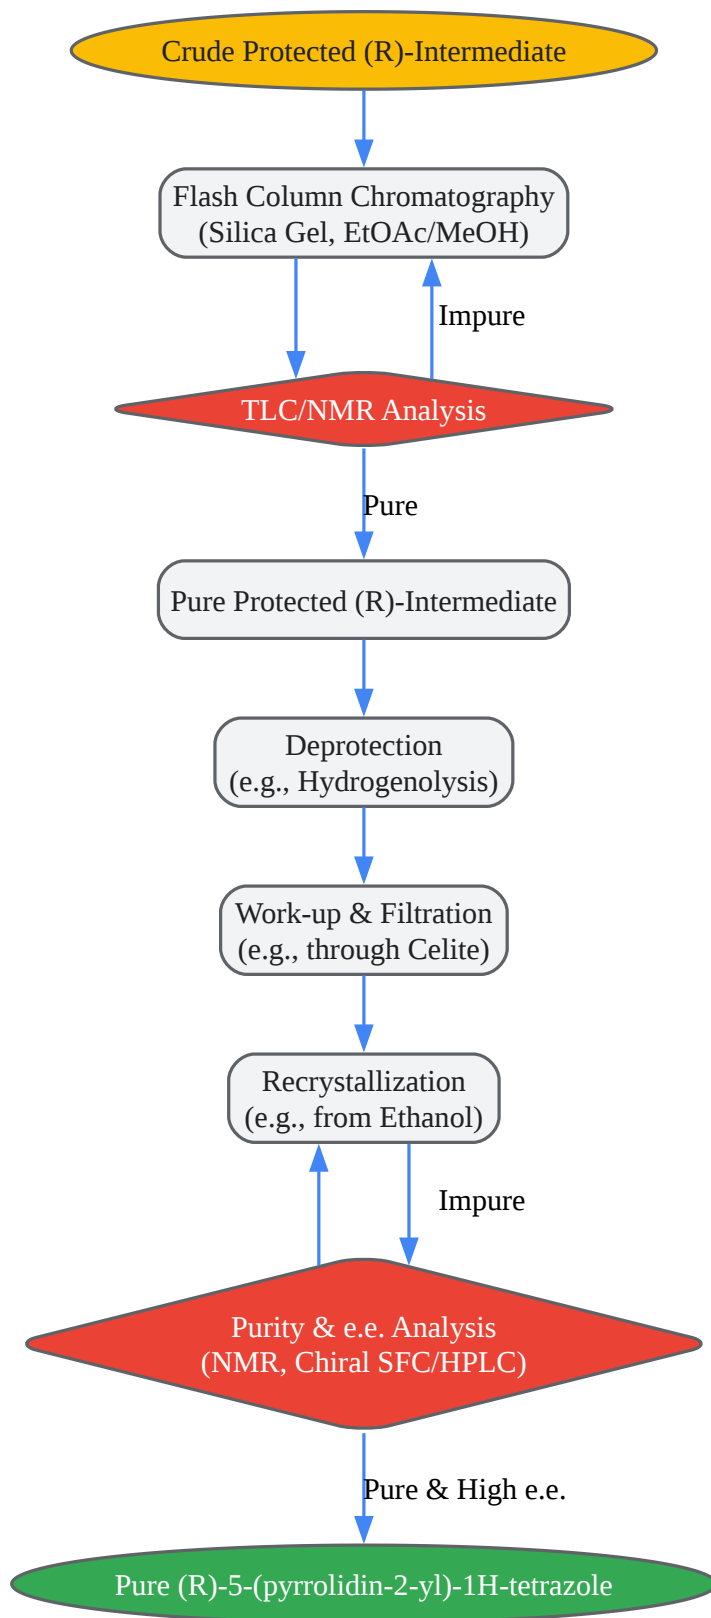 Crude Protected (R)-Intermediate
Flash Column Chromatography
(Silica Gel, EtOAc/MeOH)
Impure
TLC/NMR Analysis
Pure
Pure Protected (R)-Intermediate
Deprotection
(e.g., Hydrogenolysis)
Work-up & Filtration
(e.g., through Celite)
Recrystallization
(e.g., from Ethanol)
Impure
Purity & e.e. Analysis
(NMR, Chiral SFC/HPLC)
Pure & High e.e.
Pure (R)-5-(pyrrolidin-2-yl)-1H-tetrazole